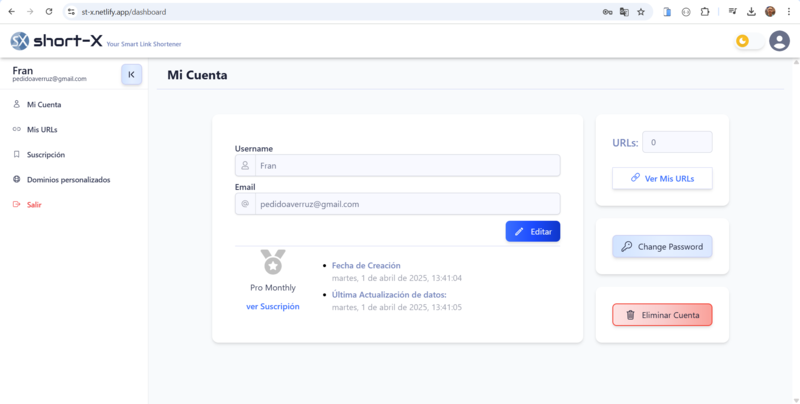 st-x.netlify.app/dashboard
SX short-X Your Smart Link Shortener
Fran
pedidoaverruz@gmail.com
Mi Cuenta
Mis URLs
Suscripción
Dominios personalizados
Salir
Mi Cuenta
Username
Fran
Email
@ pedidoaverruz@gmail.com
Editar
Pro Monthly
ver Suscripión
Fecha de Creación
martes, 1 de abril de 2025, 13:41:04
Última Actualización de datos:
martes, 1 de abril de 2025, 13:41:05
URLs: 0
Ver Mis URLs
Change Password
Eliminar Cuenta